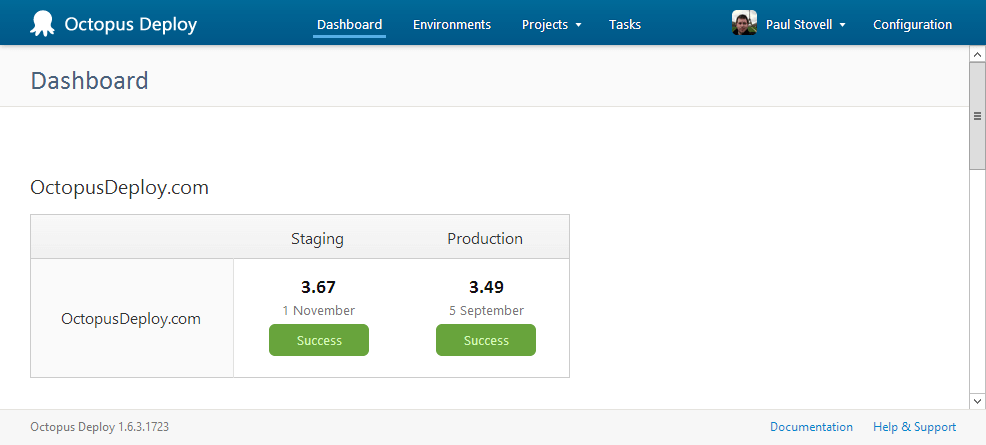 Octopus Deploy Dashboard Environments Projects Tasks Paul Stovell Configuration
Dashboard
OctopusDeploy.com
Staging Production
3.67 3.49
1 November 5 September
OctopusDeploy.com
Success Success
Octopus Deploy 1.6.3.1723 Documentation Help & Support